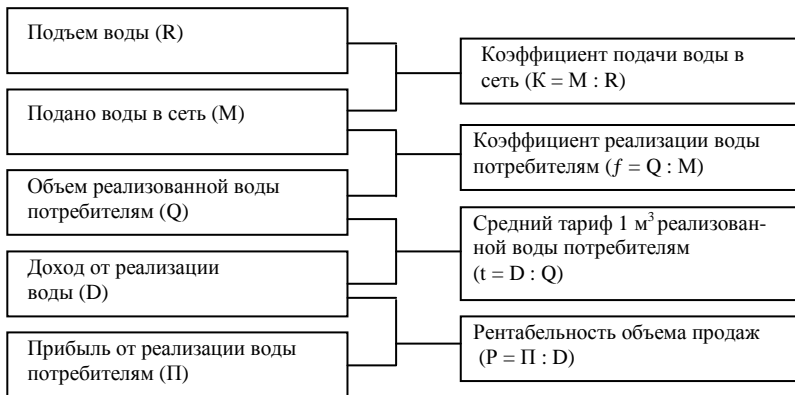 Подъем воды (R)
Подано воды в сеть (М)
Объем реализованной воды
потребителям (Q)
Доход от реализации
воды (D)
Прибыль от реализации воды
потребителям (П)
Коэффициент подачи воды в
сеть (К = М : R)
Коэффициент реализации воды
потребителям (ƒ = Q : М)
Средний тариф 1 м³ реализован-
ной воды потребителям
(t = D : Q)
Рентабельность объема продаж
(Р = П : D)